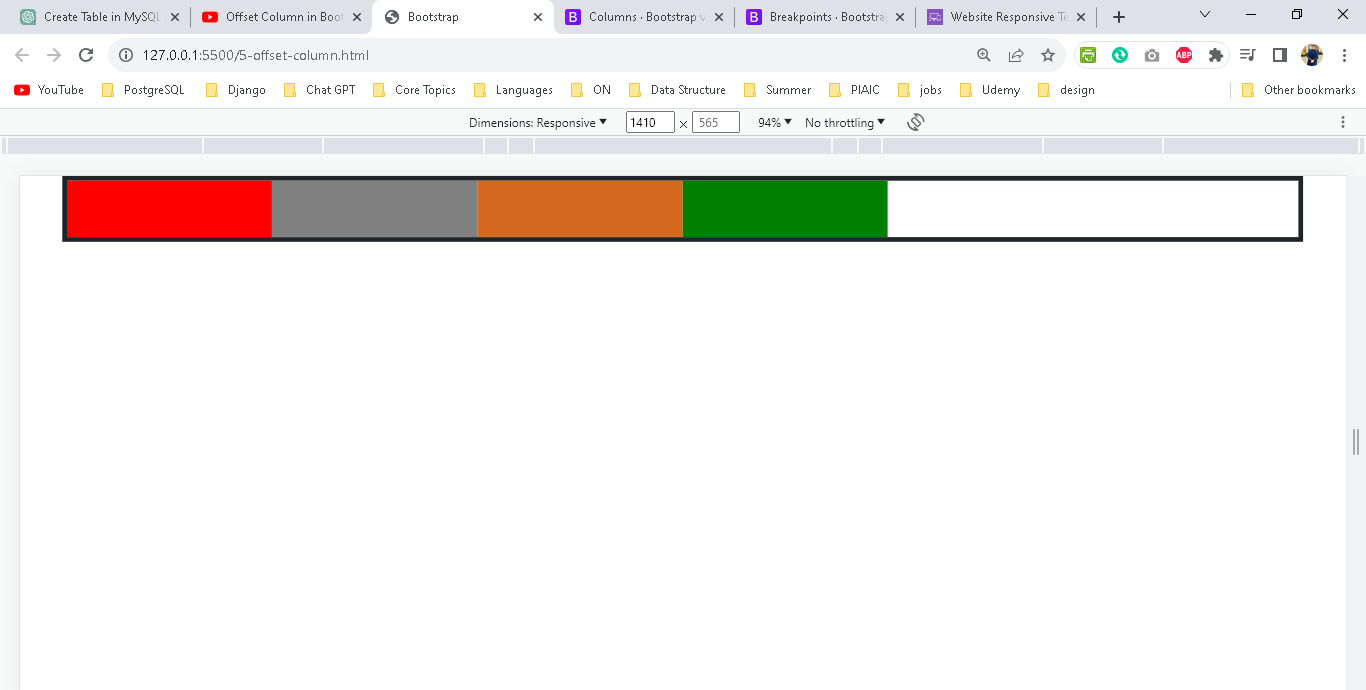 Create Table in MySQL Offset Column in Boot Bootstrap Columns · Bootstrap v Breakpoints · Bootstra Website Responsive Te
127.0.0.1:5500/5-offset-column.html ABP
YouTube PostgreSQL Django Chat GPT Core Topics Languages ON Data Structure Summer PIAIC jobs Udemy design Other bookmarks
Dimensions: Responsive 1410 × 565 94% No throttling